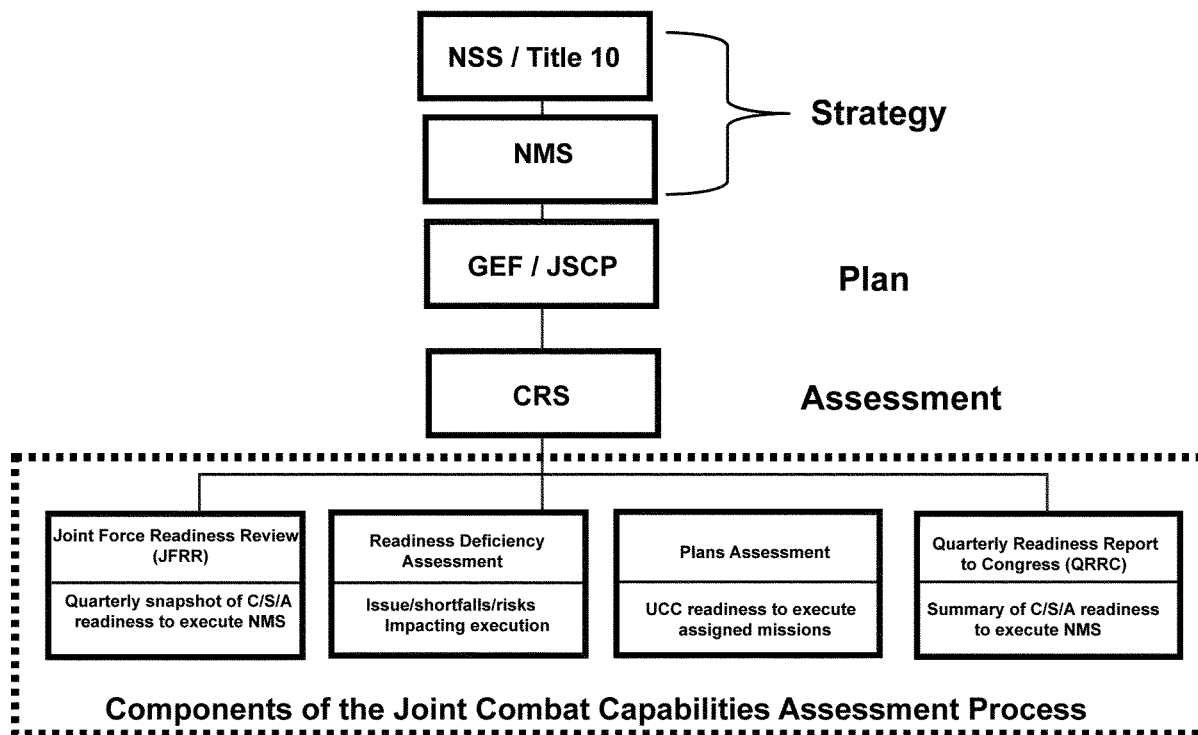 NSS / Title 10
Strategy
NMS
GEF / JSCP
Plan
CRS
Assessment
Joint Force Readiness Review
(JFRR)
Quarterly snapshot of C/S/A
readiness to execute NMS
Readiness Deficiency
Assessment
Issue/shortfalls/risks
Impacting execution
Plans Assessment
UCC readiness to execute
assigned missions
Quarterly Readiness Report
to Congress (QRRC)
Summary of C/S/A readiness
to execute NMS
Components of the Joint Combat Capabilities Assessment Process